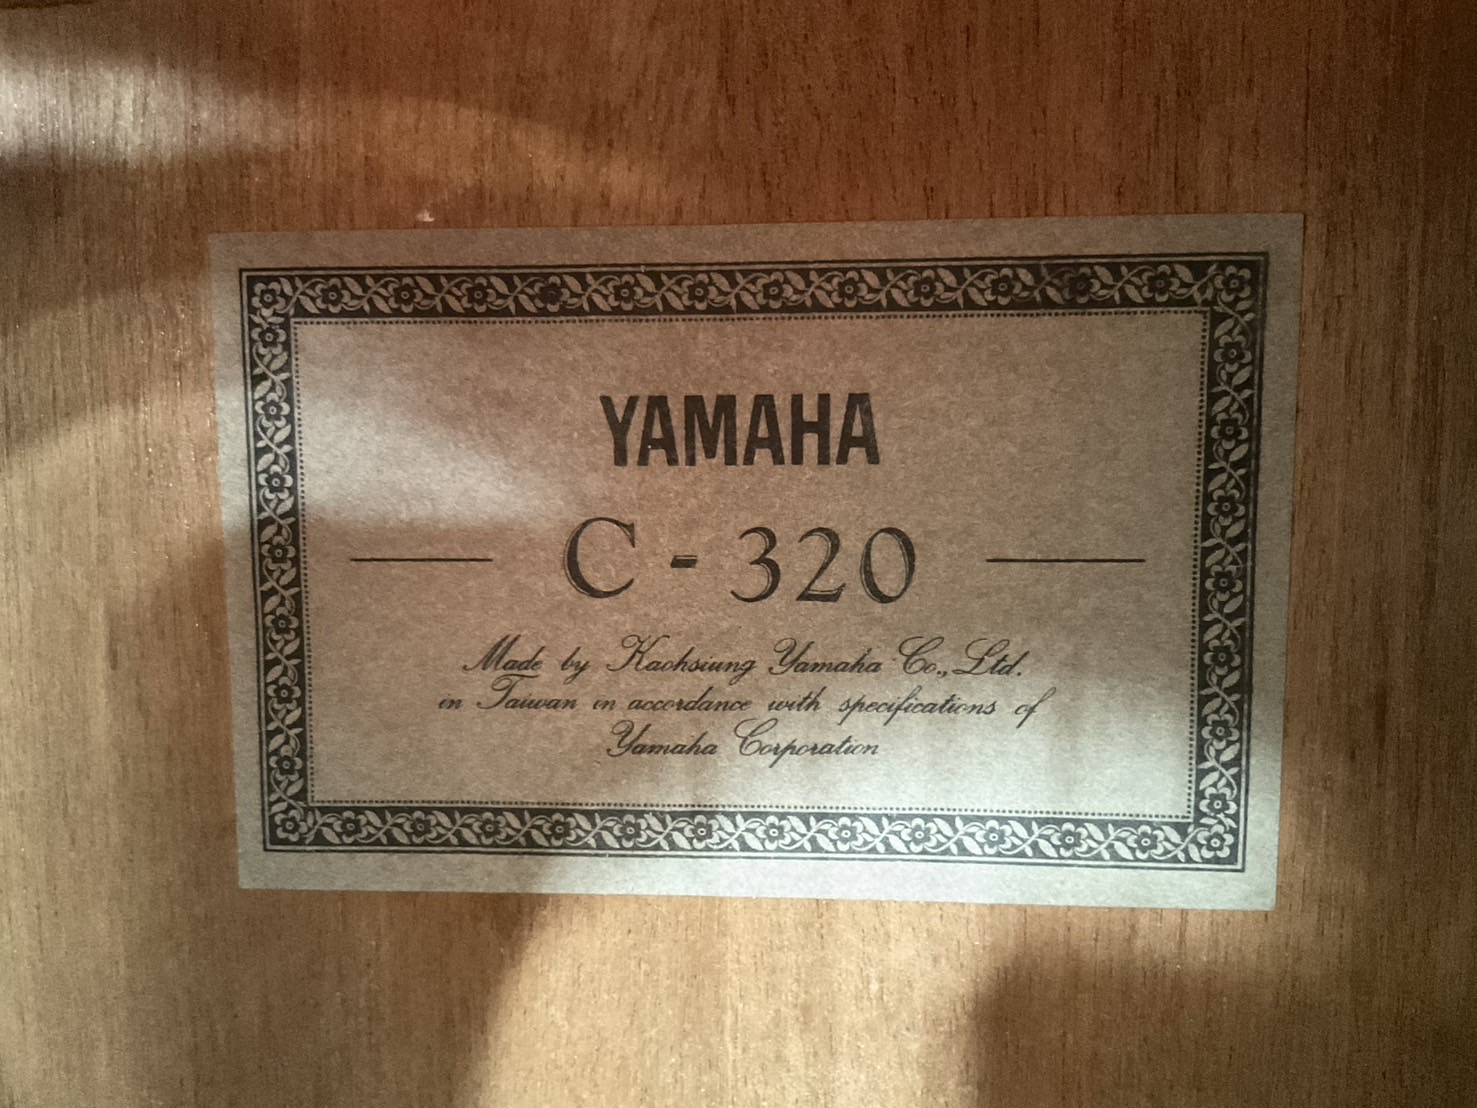 YAMAHA
C - 320
Made by Kaohsiung Yamaha Co., Ltd.
in Taiwan in accordance with specifications of
Yamaha Corporation